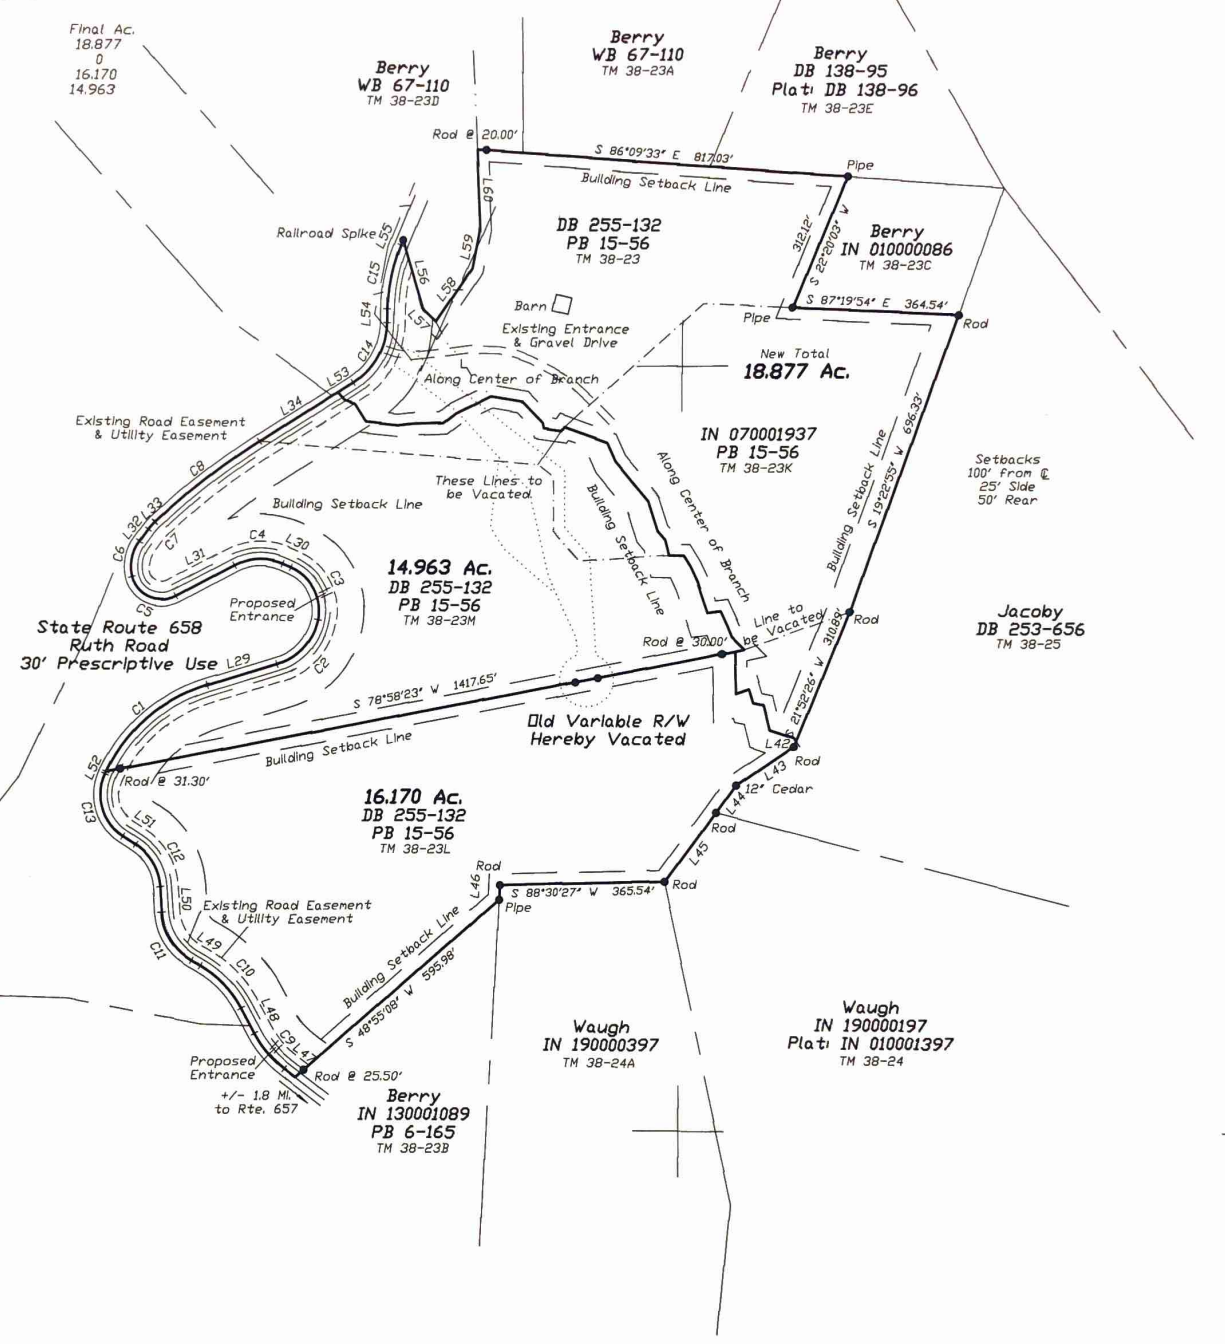 Final Ac.
18.877
0
16.170
14.963
Berry
WB 67-110
TM 38-23D
Berry
WB 67-110
TM 38-23A
Berry
DB 138-95
Plat: DB 138-96
TM 38-23E
Rod @ 20.00'
S 86°09'33" E 817.03'
Building Setback Line
Pipe
L60
L59
L58
L57
L56
L55
Railroad Spike
C15
L54
C14
L53
DB 255-132
PB 15-56
TM 38-23
312.12'
S 22°20'03" W
Berry
IN 010000086
TM 38-23C
Barn
Pipe
S 87°19'54" E 364.54'
Rod
Existing Entrance
& Gravel Drive
New Total
18.877 Ac.
Along Center of Branch
L34
Existing Road Easement
& Utility Easement
C8
IN 070001937
PB 15-56
TM 38-23K
S 19°22'55" W 696.33'
Building Setback Line
Setbacks
100' from ℄
25' Side
50' Rear
These Lines to
be Vacated
Along Center of Branch
Building Setback Line
Building Setback Line
L33
L32
C7
C6
C5
L31
C4
L30
C3
C2
14.963 Ac.
DB 255-132
PB 15-56
TM 38-23M
Proposed
Entrance
State Route 658
Ruth Road
30' Prescriptive Use
L29
C1
Rod @ 30.00'
Line to
be Vacated
Rod
310.89'
S 21°52'26" W
Jacoby
DB 253-656
TM 38-25
S 78°58'23" W 1417.65'
Building Setback Line
Old Variable R/W
Hereby Vacated
L42
Rod
L43
12" Cedar
L44
Rod
L45
L52
Rod @ 31.30'
C13
L51
C12
L50
16.170 Ac.
DB 255-132
PB 15-56
TM 38-23L
Rod
L46
S 88°30'27" W 365.54'
Rod
Pipe
Existing Road Easement
& Utility Easement
C11
L49
C10
L48
C9
L47
Building Setback Line
S 48°55'08" W 595.98'
Proposed
Entrance
Rod @ 25.50'
+/- 1.8 Mi.
to Rte. 657
Berry
IN 130001089
PB 6-165
TM 38-23B
Waugh
IN 190000397
TM 38-24A
Waugh
IN 190000197
Plat: IN 010001397
TM 38-24